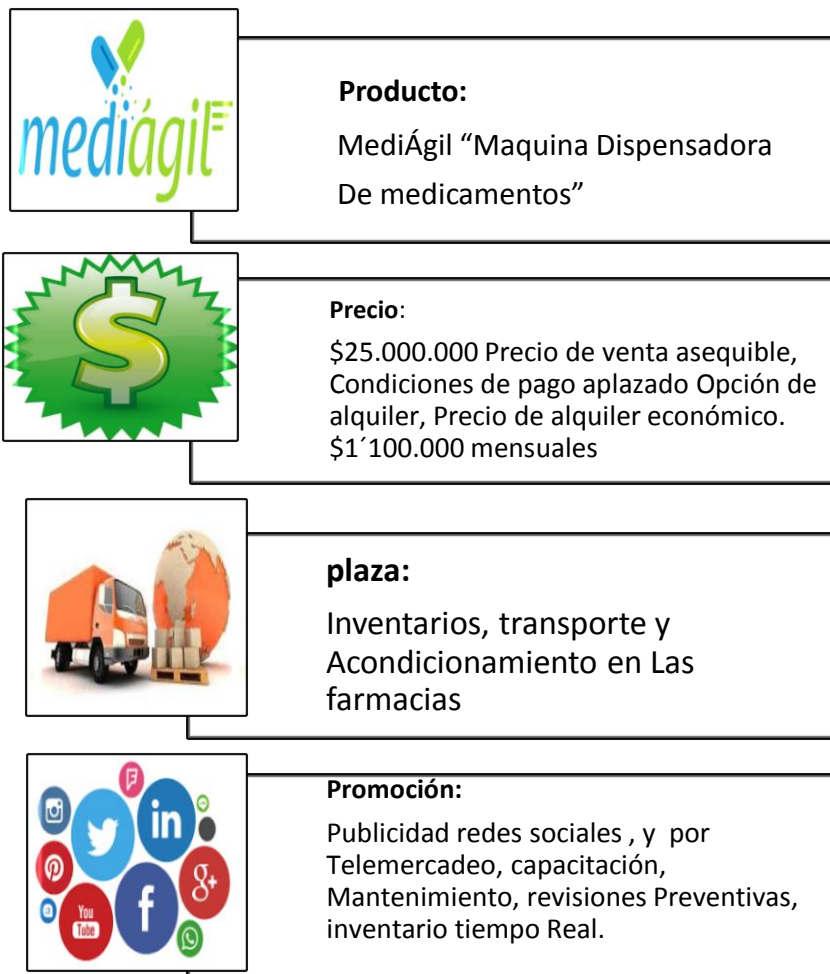 mediágil
Producto:
MediÁgil “Maquina Dispensadora
De medicamentos”
$
Precio:
$25.000.000 Precio de venta asequible,
Condiciones de pago aplazado Opción de
alquiler, Precio de alquiler económico.
$1´100.000 mensuales
plaza:
Inventarios, transporte y
Acondicionamiento en Las
farmacias
in
g+
You
Tube
f
Promoción:
Publicidad redes sociales , y por
Telemercadeo, capacitación,
Mantenimiento, revisiones Preventivas,
inventario tiempo Real.